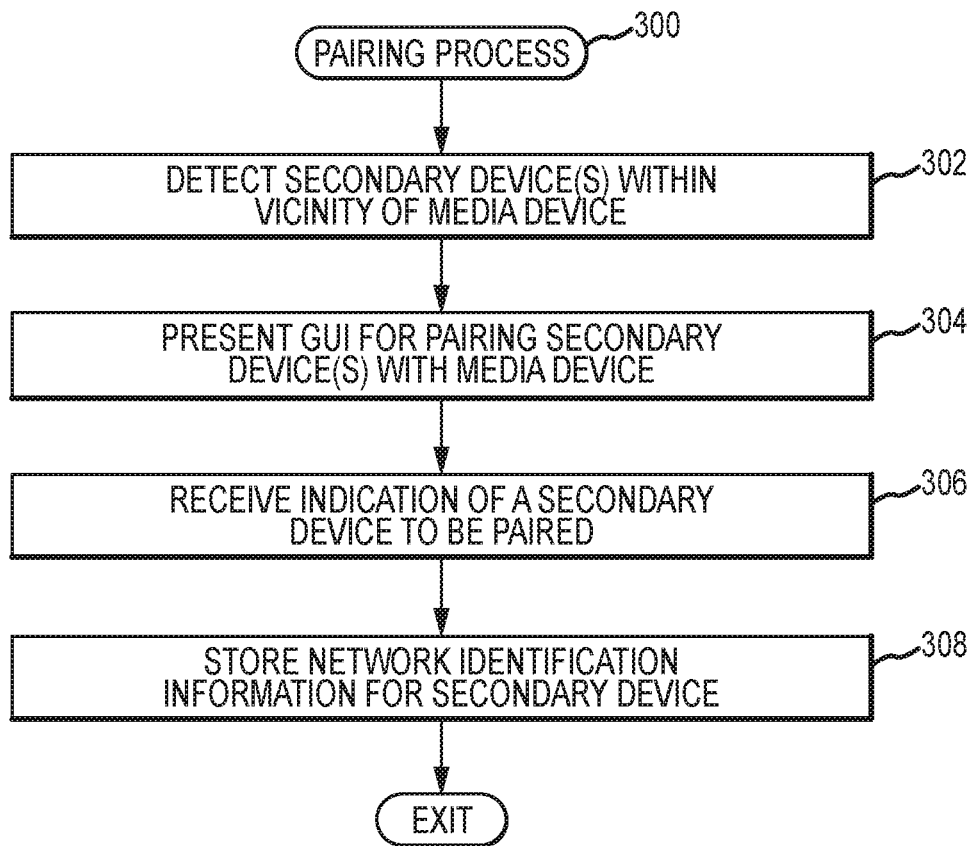 PAIRING PROCESS
300
DETECT SECONDARY DEVICE(S) WITHIN
VICINITY OF MEDIA DEVICE
302
PRESENT GUI FOR PAIRING SECONDARY
DEVICE(S) WITH MEDIA DEVICE
304
RECEIVE INDICATION OF A SECONDARY
DEVICE TO BE PAIRED
306
STORE NETWORK IDENTIFICATION
INFORMATION FOR SECONDARY DEVICE
308
EXIT